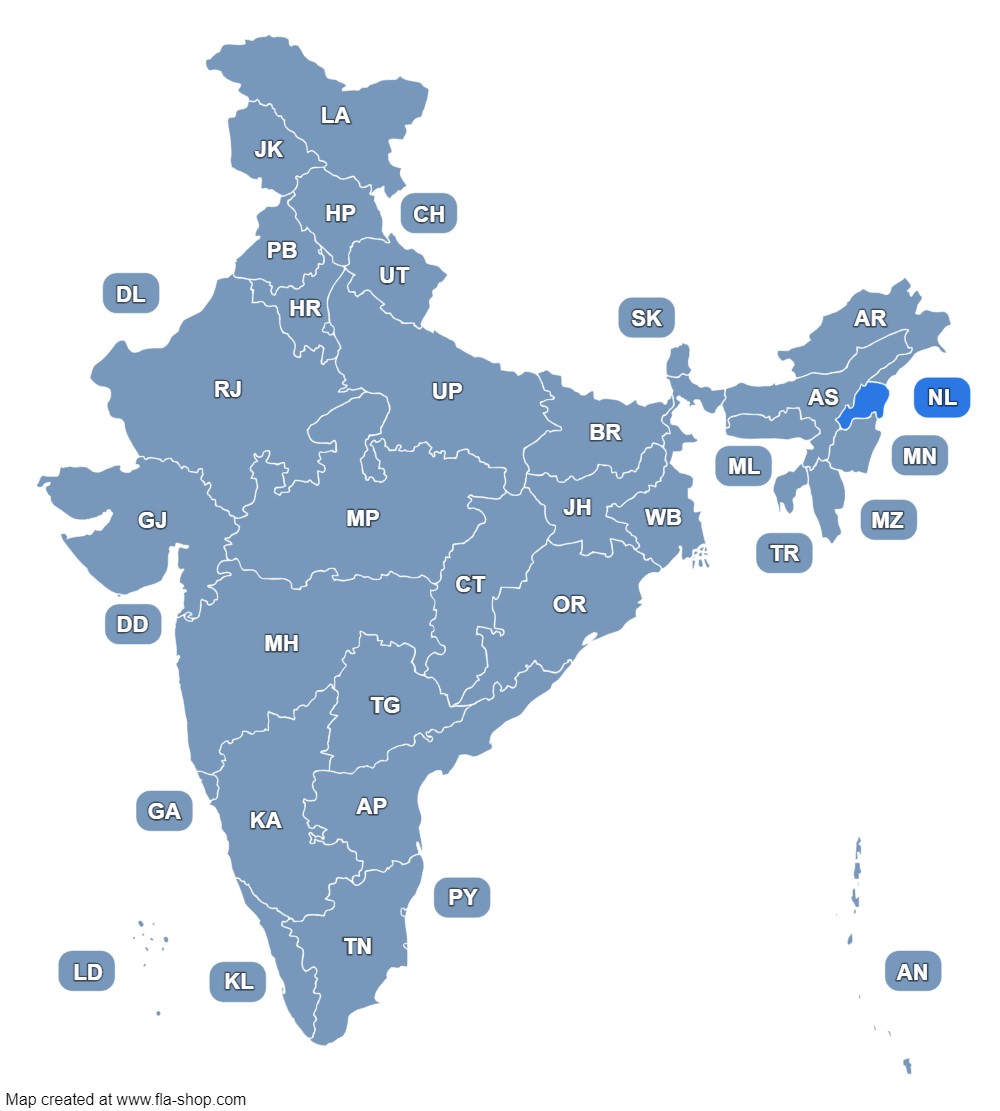 LA
JK
HP
CH
PB
UT
DL
HR
SK
AR
RJ
UP
AS
NL
BR
MN
ML
GJ
MP
JH
WB
MZ
TR
CT
OR
DD
MH
TG
GA
AP
KA
PY
TN
LD
KL
AN
Map created at www.fla-shop.com